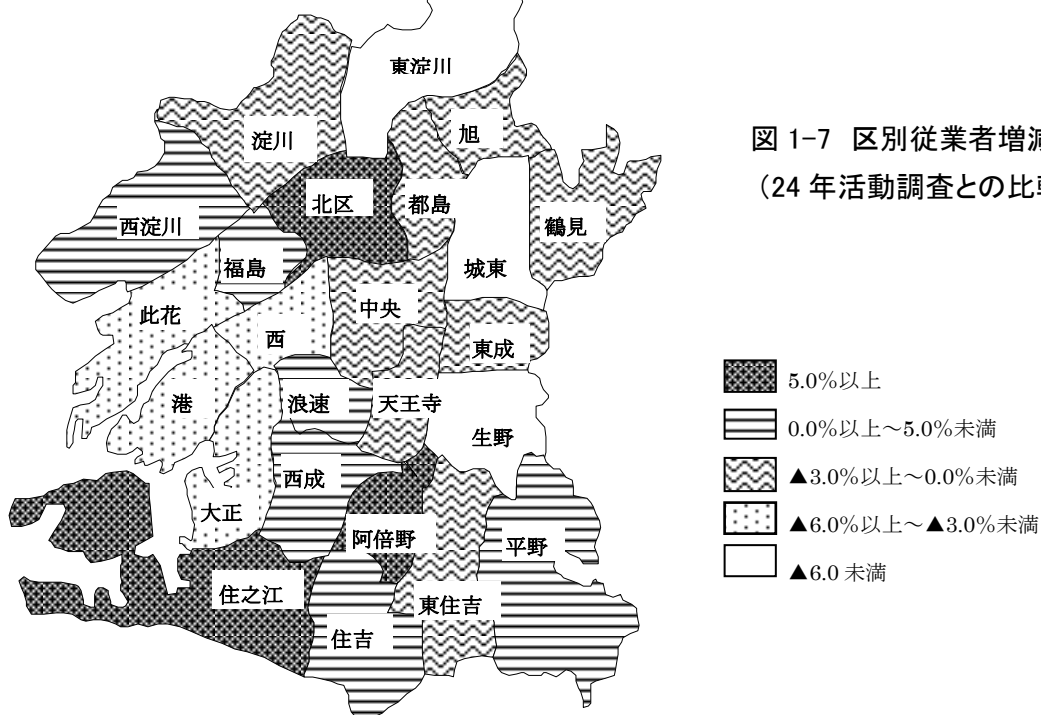 東淀川
淀川
旭
図 1-7 区別従業者増減
(24 年活動調査との比
北区
都島
鶴見
西淀川
福島
城東
此花
中央
西
東成
港
浪速
天王寺
生野
西成
大正
阿倍野
平野
住之江
東住吉
住吉
5.0%以上
0.0%以上～5.0%未満
▲3.0%以上～0.0%未満
▲6.0%以上～▲3.0%未満
▲6.0 未満